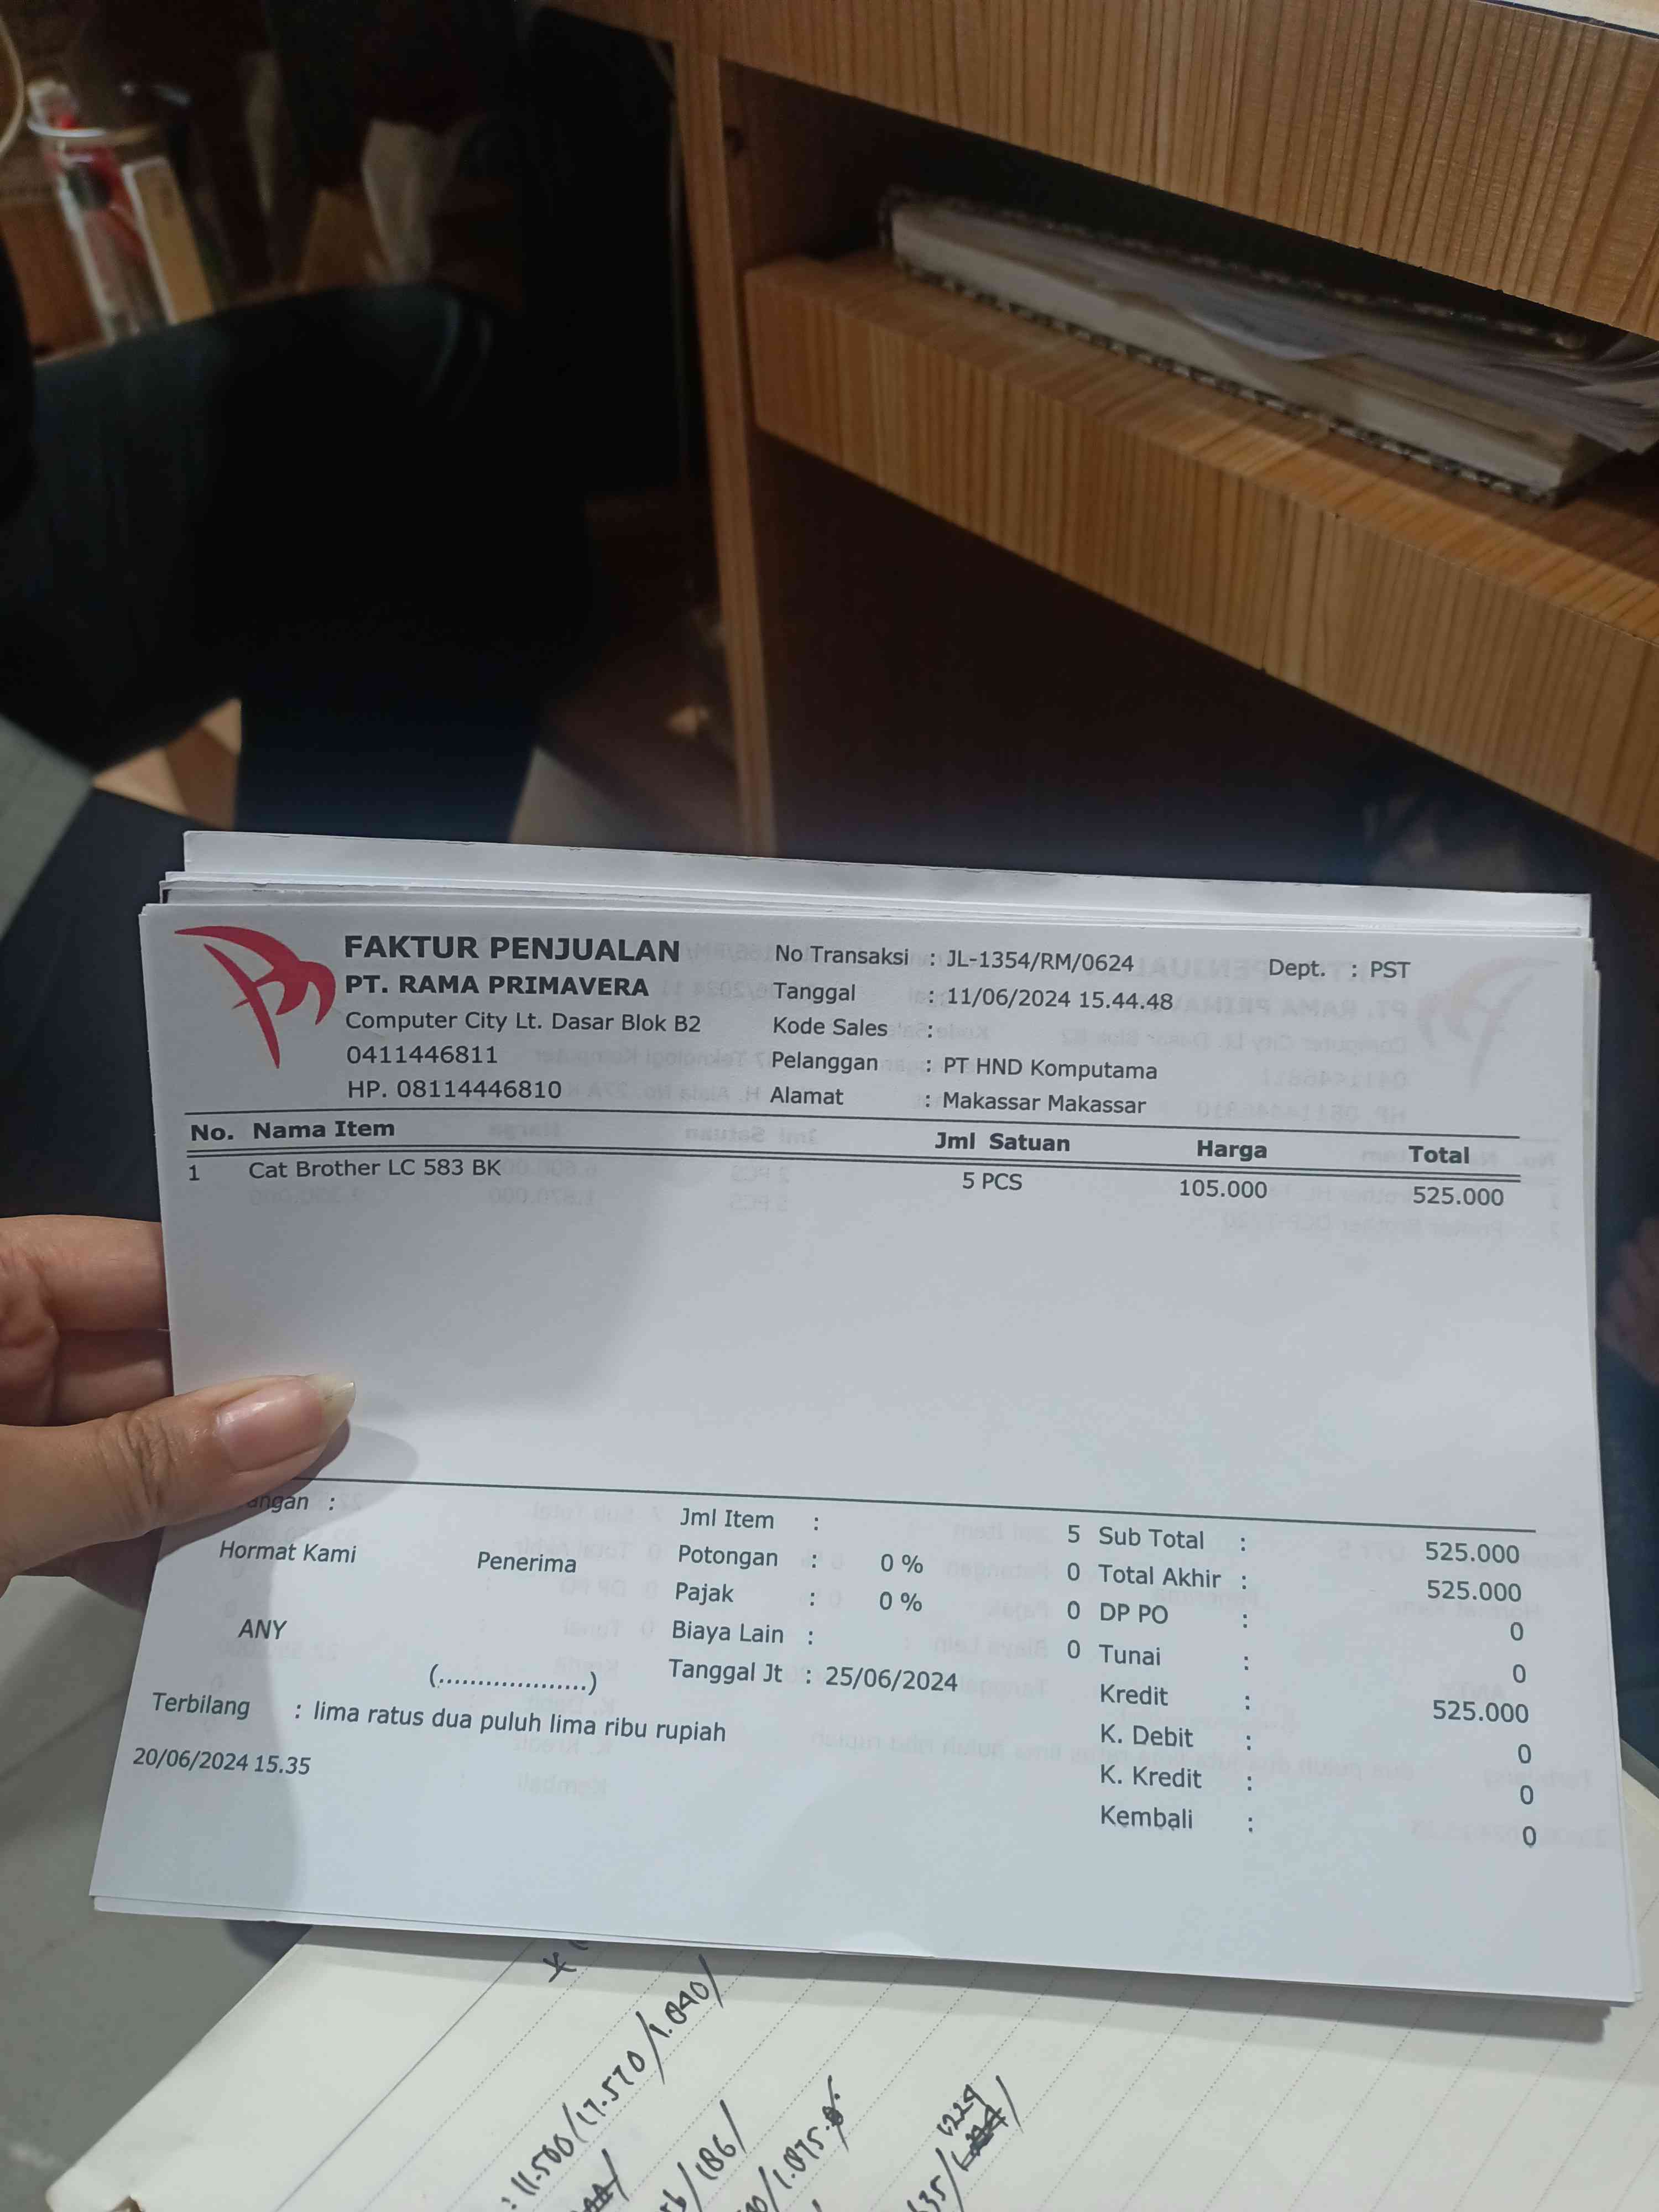 FAKTUR PENJUALAN
PT. RAMA PRIMAVERA
Computer City Lt. Dasar Blok B2
0411446811
HP. 08114446810
No Transaksi : JL-1354/RM/0624 Dept. : PST
Tanggal : 11/06/2024 15.44.48
Kode Sales :
Pelanggan : PT HND Komputama
Alamat : Makassar Makassar
No. Nama Item Jml Satuan Harga Total
1 Cat Brother LC 583 BK 5 PCS 105.000 525.000
angan :
Hormat Kami Penerima
ANY
(...................)
Jml Item : 5
Potongan : 0 % 0
Pajak : 0 % 0
Biaya Lain : 0
Tanggal Jt : 25/06/2024
Sub Total : 525.000
Total Akhir : 525.000
DP PO : 0
Tunai : 0
Kredit : 525.000
K. Debit : 0
K. Kredit : 0
Kembali : 0
Terbilang : lima ratus dua puluh lima ribu rupiah
20/06/2024 15.35
: 11.500/17.570/1.040/
/186/
/1.075.
1229